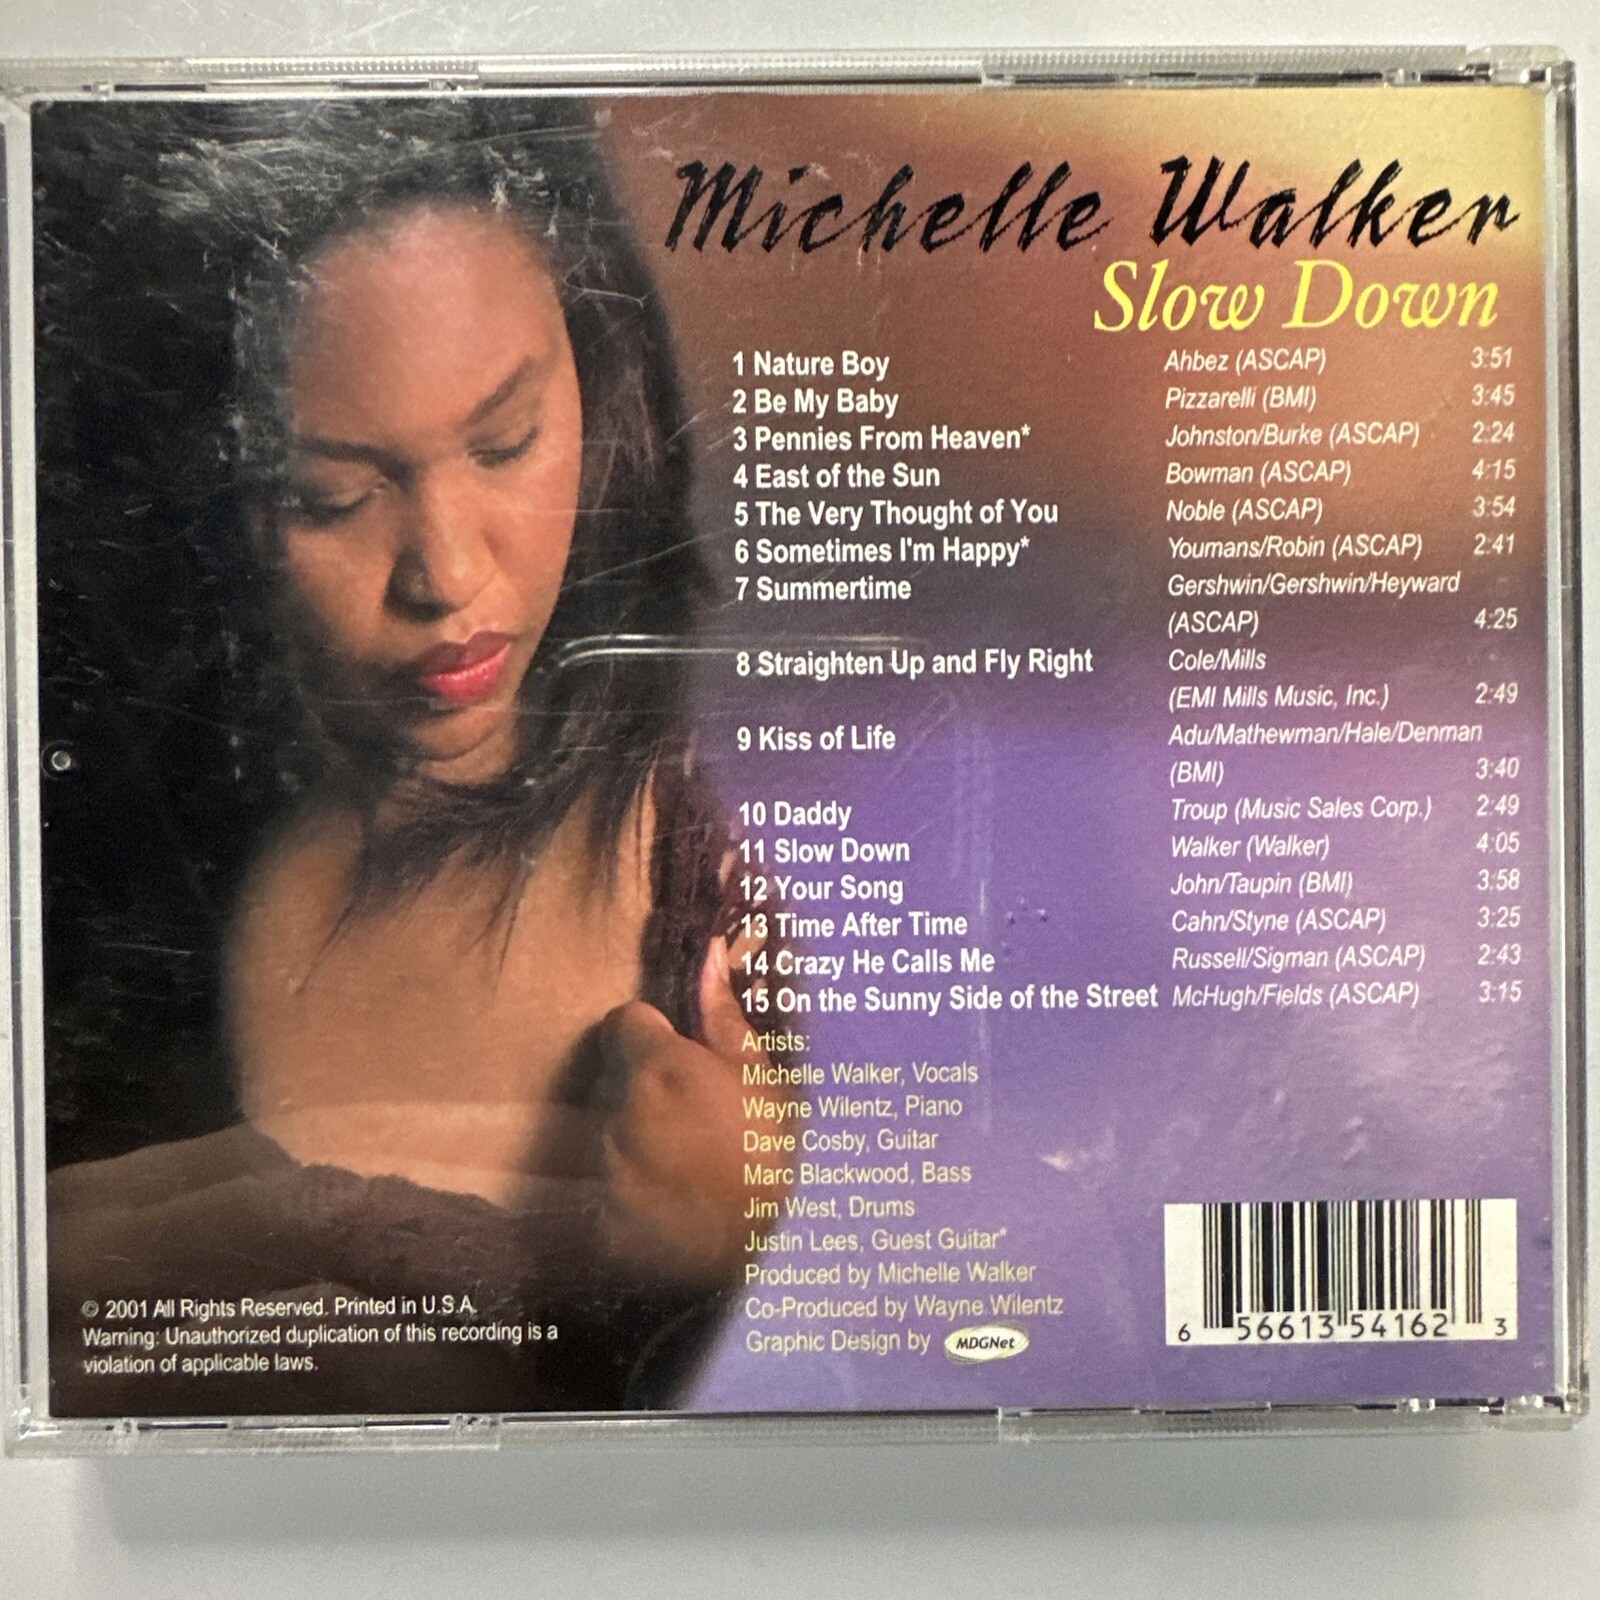 Michelle Walker
Slow Down
1 Nature Boy Ahbez (ASCAP) 3:51
2 Be My Baby Pizzarelli (BMI) 3:45
3 Pennies From Heaven* Johnston/Burke (ASCAP) 2:24
4 East of the Sun Bowman (ASCAP) 4:15
5 The Very Thought of You Noble (ASCAP) 3:54
6 Sometimes I'm Happy* Youmans/Robin (ASCAP) 2:41
7 Summertime Gershwin/Gershwin/Heyward
(ASCAP) 4:25
8 Straighten Up and Fly Right Cole/Mills
(EMI Mills Music, Inc.) 2:49
9 Kiss of Life Adu/Mathewman/Hale/Denman
(BMI) 3:40
10 Daddy Troup (Music Sales Corp.) 2:49
11 Slow Down Walker (Walker) 4:05
12 Your Song John/Taupin (BMI) 3:58
13 Time After Time Cahn/Styne (ASCAP) 3:25
14 Crazy He Calls Me Russell/Sigman (ASCAP) 2:43
15 On the Sunny Side of the Street McHugh/Fields (ASCAP) 3:15
Artists:
Michelle Walker, Vocals
Wayne Wilentz, Piano
Dave Cosby, Guitar
Marc Blackwood, Bass
Jim West, Drums
Justin Lees, Guest Guitar*
Produced by Michelle Walker
Co-Produced by Wayne Wilentz
Graphic Design by MDGNet
© 2001 All Rights Reserved. Printed in U.S.A.
Warning: Unauthorized duplication of this recording is a
violation of applicable laws.
6 56613 54162 3